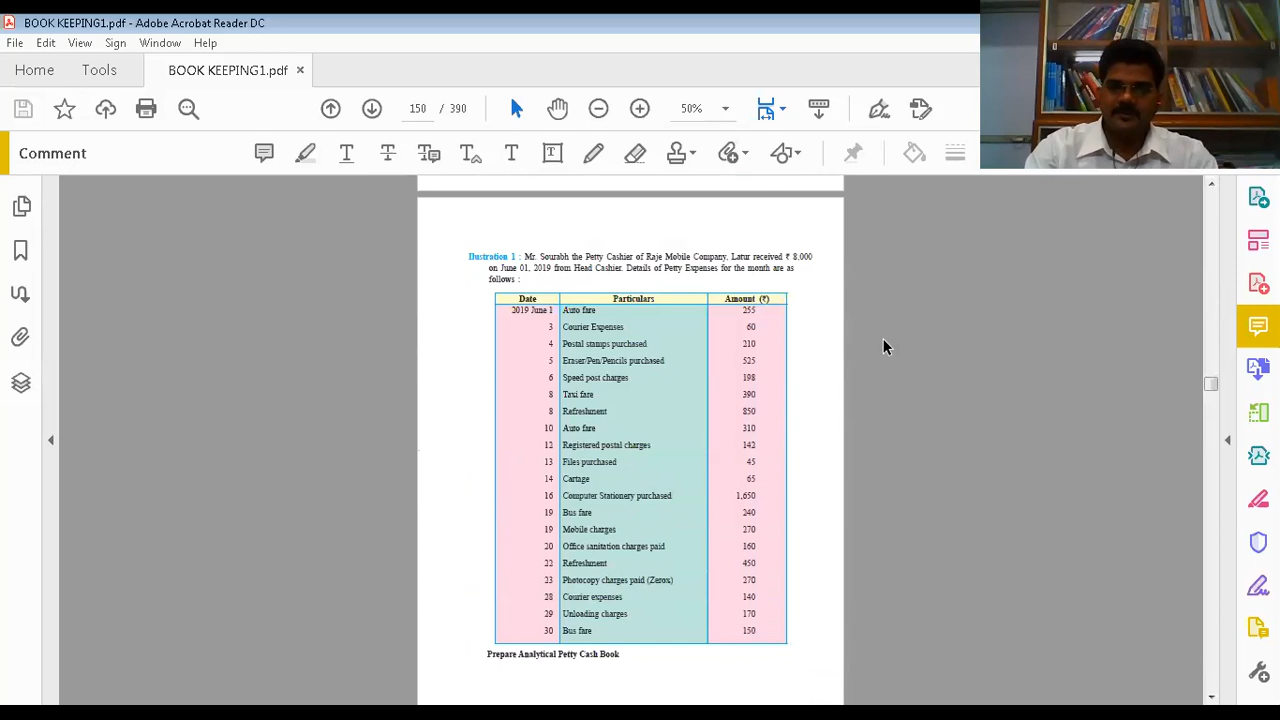 BOOK KEEPING1.pdf - Adobe Acrobat Reader DC
File Edit View Sign Window Help
Home Tools BOOK KEEPING1.pdf ×
150 / 390 50%
Comment
Illustration 1 : Mr. Sourabh the Petty Cashier of Raje Mobile Company, Latur received ₹ 8,000
on June 01, 2019 from Head Cashier. Details of Petty Expenses for the month are as
follows :
Date Particulars Amount (₹)
2019 June 1 Auto fare 255
3 Courier Expenses 60
4 Postal stamps purchased 210
5 Eraser/Pen/Pencils purchased 525
6 Speed post charges 198
8 Taxi fare 390
8 Refreshment 850
10 Auto fare 310
12 Registered postal charges 142
13 Files purchased 45
14 Cartage 65
16 Computer Stationery purchased 1,650
19 Bus fare 240
19 Mobile charges 270
20 Office sanitation charges paid 160
22 Refreshment 450
23 Photocopy charges paid (Zerox) 270
28 Courier expenses 140
29 Unloading charges 170
30 Bus fare 150
Prepare Analytical Petty Cash Book